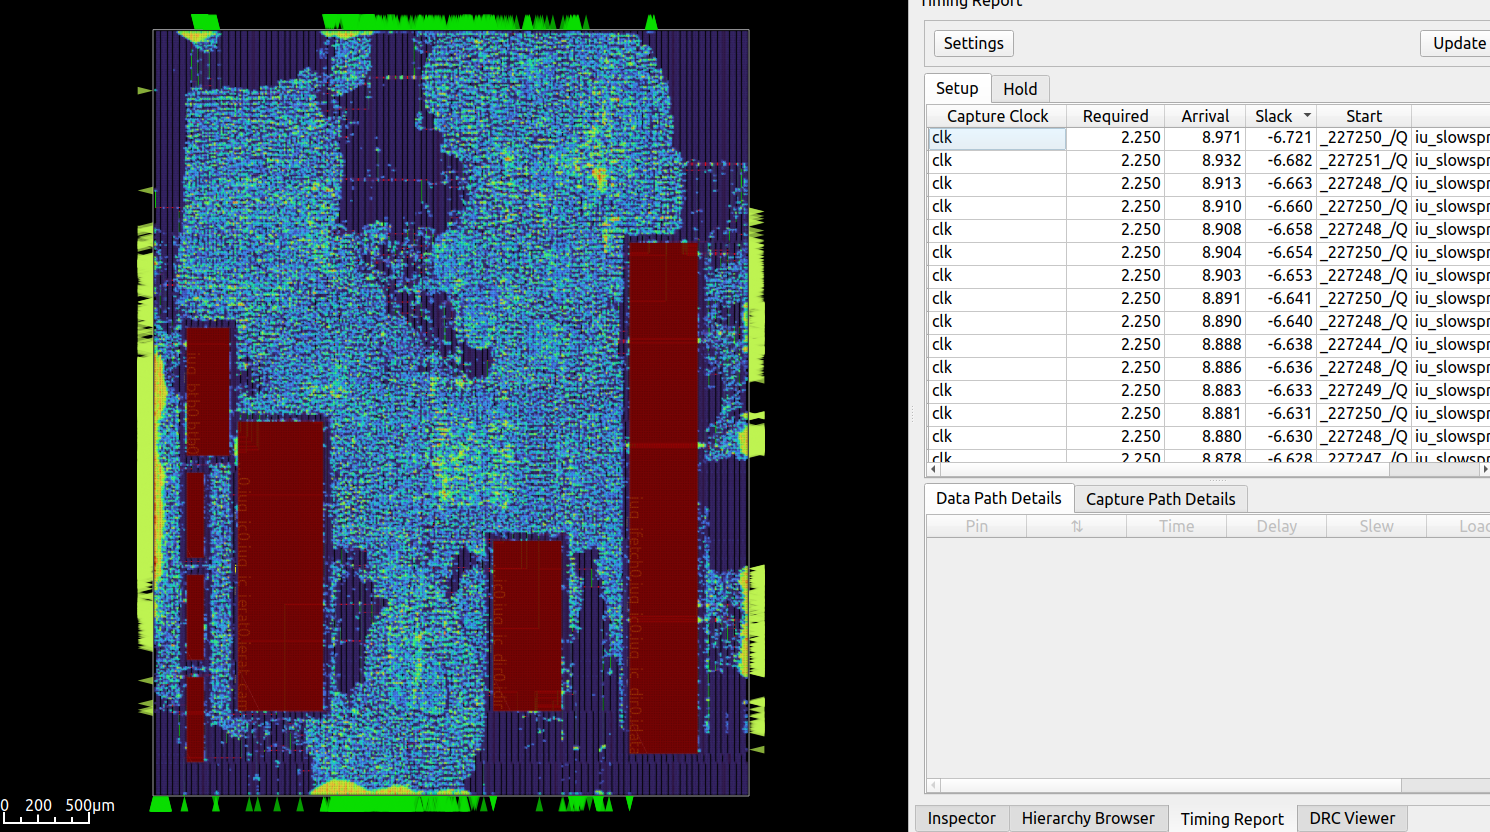 Timing Report
Settings
Update
Setup Hold
Capture Clock Required Arrival Slack Start
clk 2.250 8.971 -6.721 _227250_/Q iu_slowspr
clk 2.250 8.932 -6.682 _227251_/Q iu_slowspr
clk 2.250 8.913 -6.663 _227248_/Q iu_slowspr
clk 2.250 8.910 -6.660 _227250_/Q iu_slowspr
clk 2.250 8.908 -6.658 _227248_/Q iu_slowspr
clk 2.250 8.904 -6.654 _227250_/Q iu_slowspr
clk 2.250 8.903 -6.653 _227248_/Q iu_slowspr
clk 2.250 8.891 -6.641 _227250_/Q iu_slowspr
clk 2.250 8.890 -6.640 _227248_/Q iu_slowspr
clk 2.250 8.888 -6.638 _227244_/Q iu_slowspr
clk 2.250 8.886 -6.636 _227248_/Q iu_slowspr
clk 2.250 8.883 -6.633 _227249_/Q iu_slowspr
clk 2.250 8.881 -6.631 _227250_/Q iu_slowspr
clk 2.250 8.880 -6.630 _227248_/Q iu_slowspr
clk 2.250 8.878 -6.628 _227247_/Q iu_slowspr
Data Path Details Capture Path Details
Pin ⇅ Time Delay Slew Loac
0 200 500µm
Inspector Hierarchy Browser Timing Report DRC Viewer